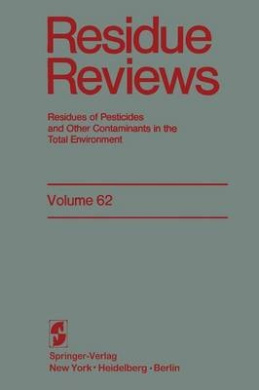 Residue
Reviews
Residues of Pesticides
and Other Contaminants in the
Total Environment
Volume 62
Springer-Verlag
New York · Heidelberg · Berlin